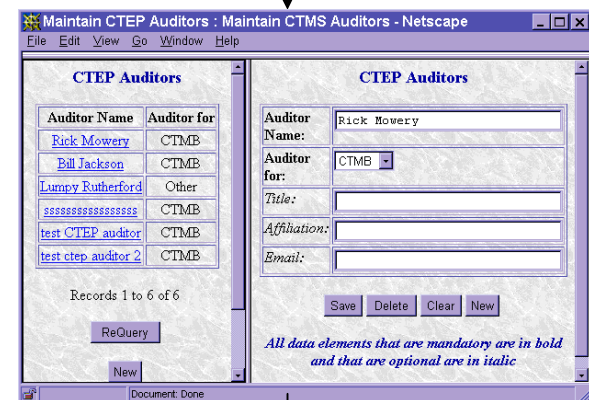 Maintain CTEP Auditors : Maintain CTMS Auditors - Netscape
File Edit View Go Window Help
CTEP Auditors
Auditor Name Auditor for
Rick Mowery CTMB
Bill Jackson CTMB
Lumpy Rutherford Other
sssssssssssssssss CTMB
test CTEP auditor CTMB
test ctep auditor 2 CTMB
Records 1 to 6 of 6
ReQuery
New
CTEP Auditors
Auditor Name: Rick Mowery
Auditor for: CTMB
Title:
Affiliation:
Email:
Save Delete Clear New
All data elements that are mandatory are in bold
and that are optional are in italic
Document: Done